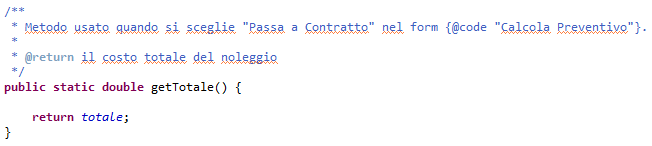 /**
 * Metodo usato quando si sceglie "Passa a Contratto" nel form {@code "Calcola Preventivo"}.
 *
 * @return il costo totale del noleggio
 */
public static double getTotale() {
    return totale;
}